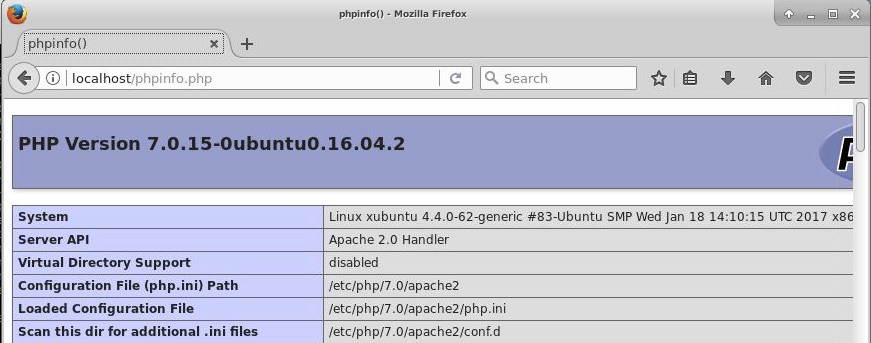 phpinfo() - Mozilla Firefox
phpinfo()
localhost/phpinfo.php
Search
PHP Version 7.0.15-0ubuntu0.16.04.2
System Linux xubuntu 4.4.0-62-generic #83-Ubuntu SMP Wed Jan 18 14:10:15 UTC 2017 x86
Server API Apache 2.0 Handler
Virtual Directory Support disabled
Configuration File (php.ini) Path /etc/php/7.0/apache2
Loaded Configuration File /etc/php/7.0/apache2/php.ini
Scan this dir for additional .ini files /etc/php/7.0/apache2/conf.d